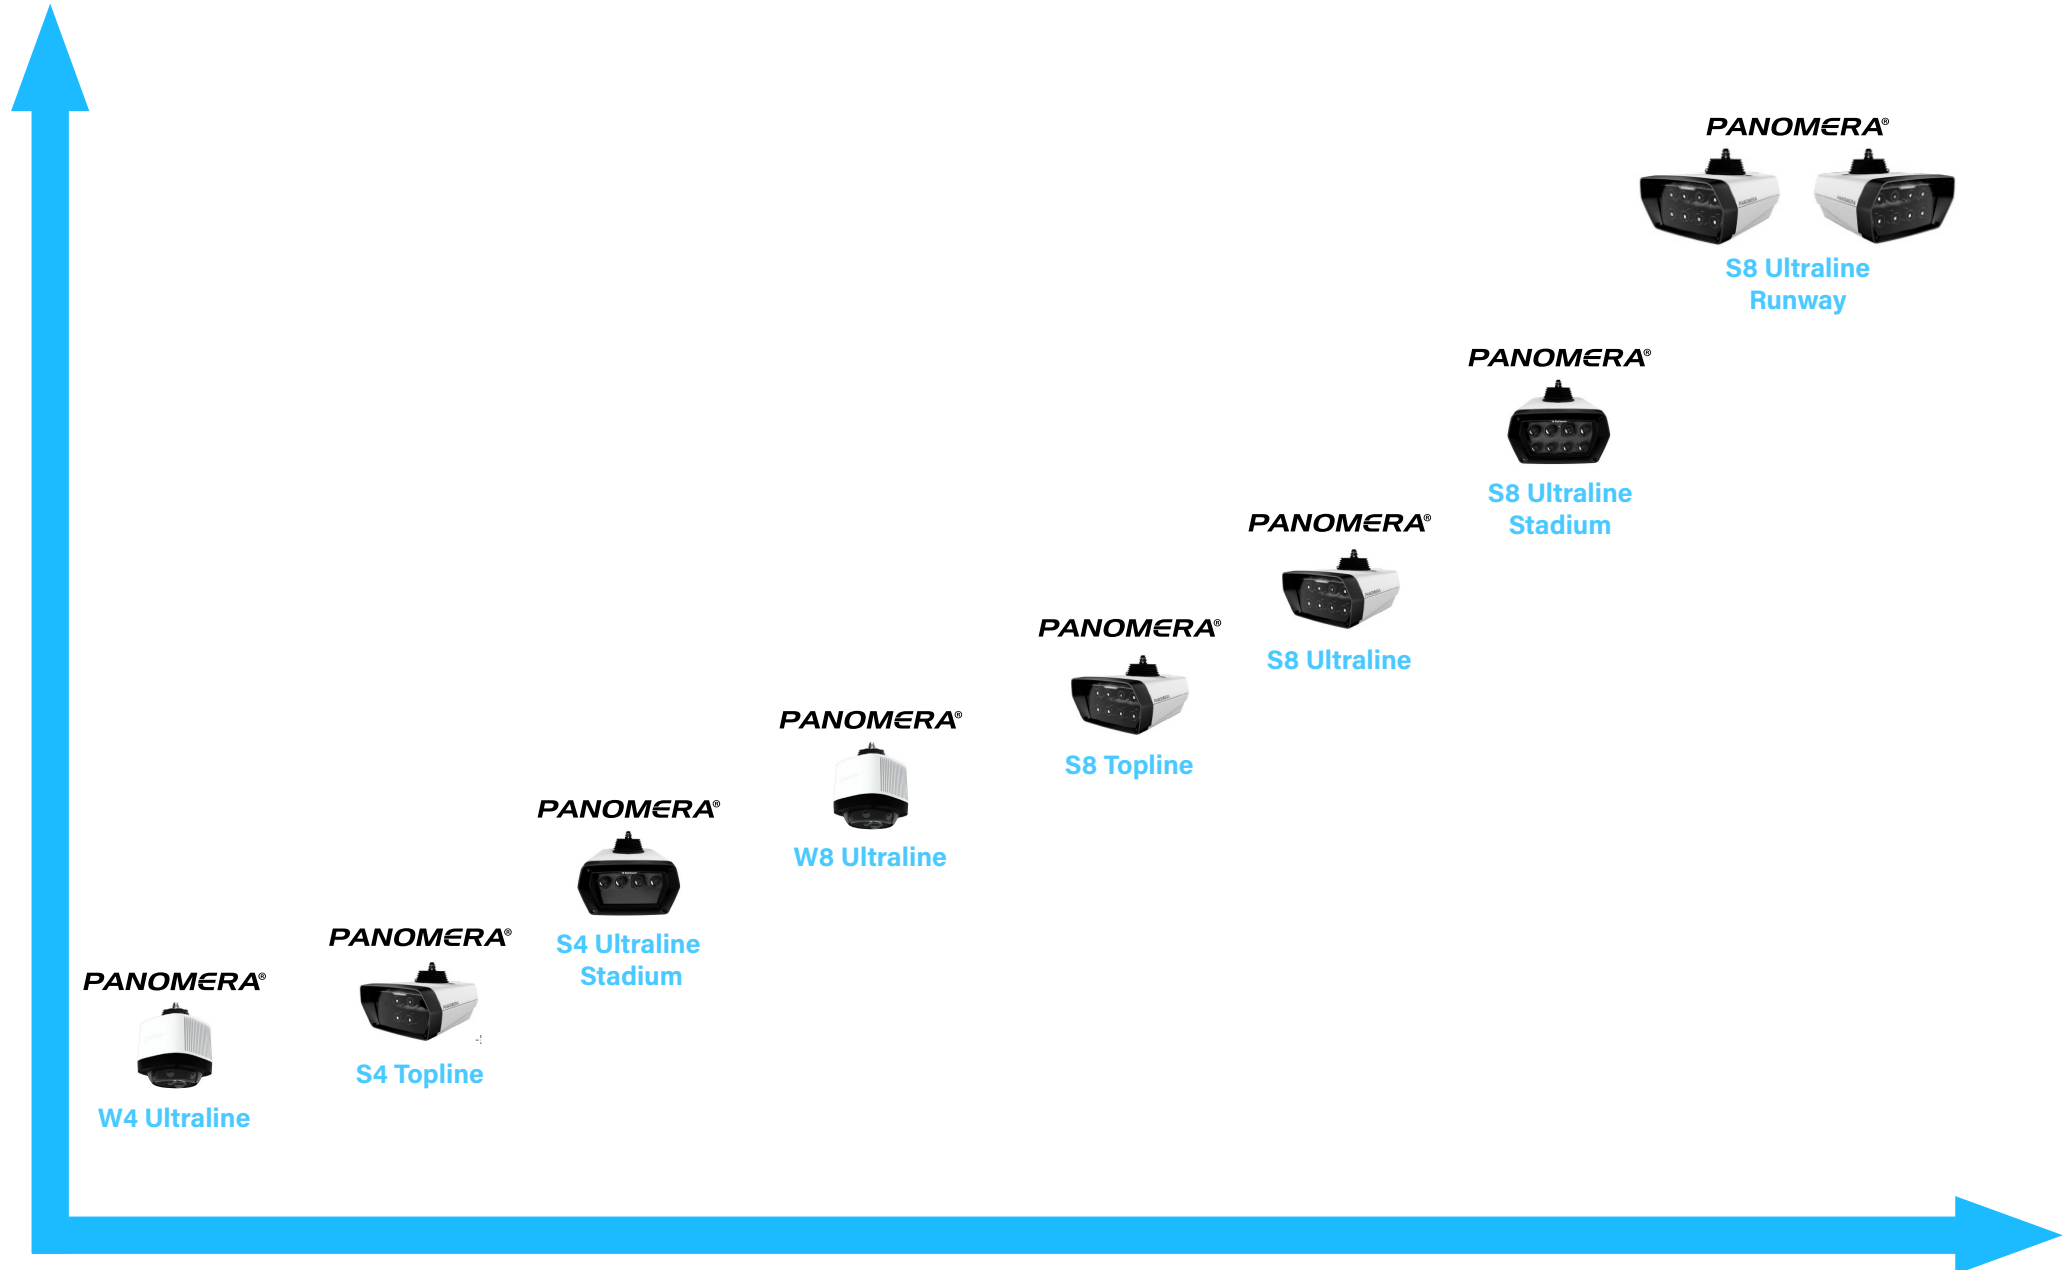 PANOMERA®
S8 Ultraline
Runway
PANOMERA®
S8 Ultraline
Stadium
PANOMERA®
S8 Ultraline
PANOMERA®
S8 Topline
PANOMERA®
W8 Ultraline
PANOMERA®
S4 Ultraline
Stadium
PANOMERA®
S4 Topline
PANOMERA®
W4 Ultraline